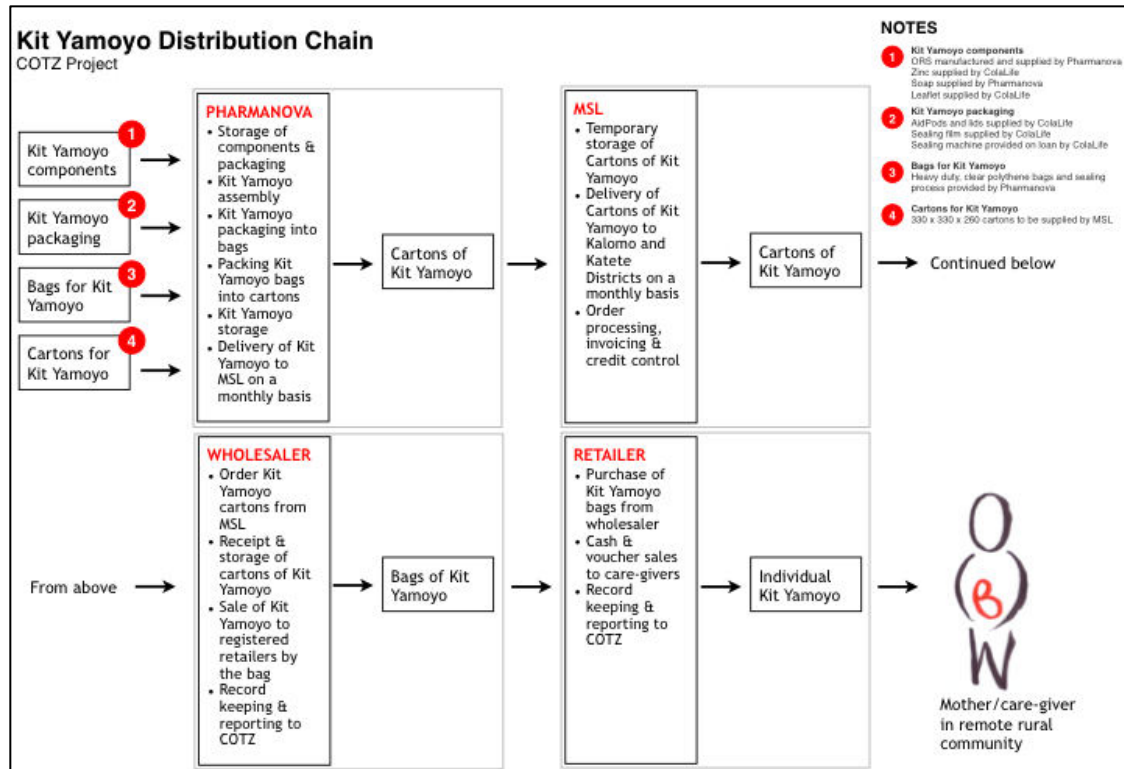 Kit Yamoyo Distribution Chain
COTZ Project
NOTES
1
Kit Yamoyo components
ORS manufactured and supplied by Pharmanova
Zinc supplied by ColaLife
Soap supplied by Pharmanova
Leaflet supplied by ColaLife
2
Kit Yamoyo packaging
AidPods and lids supplied by ColaLife
Sealing film supplied by ColaLife
Sealing machine provided on loan by ColaLife
3
Bags for Kit Yamoyo
Heavy duty, clear polythene bags and sealing
process provided by Pharmanova
4
Cartons for Kit Yamoyo
330 x 330 x 260 cartons to be supplied by MSL
1
Kit Yamoyo
components
2
Kit Yamoyo
packaging
3
Bags for Kit
Yamoyo
4
Cartons for
Kit Yamoyo
PHARMANOVA
• Storage of
components &
packaging
• Kit Yamoyo
assembly
• Kit Yamoyo
packaging into
bags
• Packing Kit
Yamoyo bags
into cartons
• Kit Yamoyo
storage
• Delivery of Kit
Yamoyo to
MSL on a
monthly basis
Cartons of
Kit Yamoyo
MSL
• Temporary
storage of
Cartons of Kit
Yamoyo
• Delivery of
Cartons of Kit
Yamoyo to
Kalomo and
Katete
Districts on a
monthly basis
• Order
processing,
invoicing &
credit control
Cartons of
Kit Yamoyo
Continued below
From above
WHOLESALER
• Order Kit
Yamoyo
cartons from
MSL
• Receipt &
storage of
cartons of Kit
Yamoyo
• Sale of Kit
Yamoyo to
registered
retailers by
the bag
• Record
keeping &
reporting to
COTZ
Bags of Kit
Yamoyo
RETAILER
• Purchase of
Kit Yamoyo
bags from
wholesaler
• Cash &
voucher sales
to care-givers
• Record
keeping &
reporting to
COTZ
Individual
Kit Yamoyo
Mother/care-giver
in remote rural
community